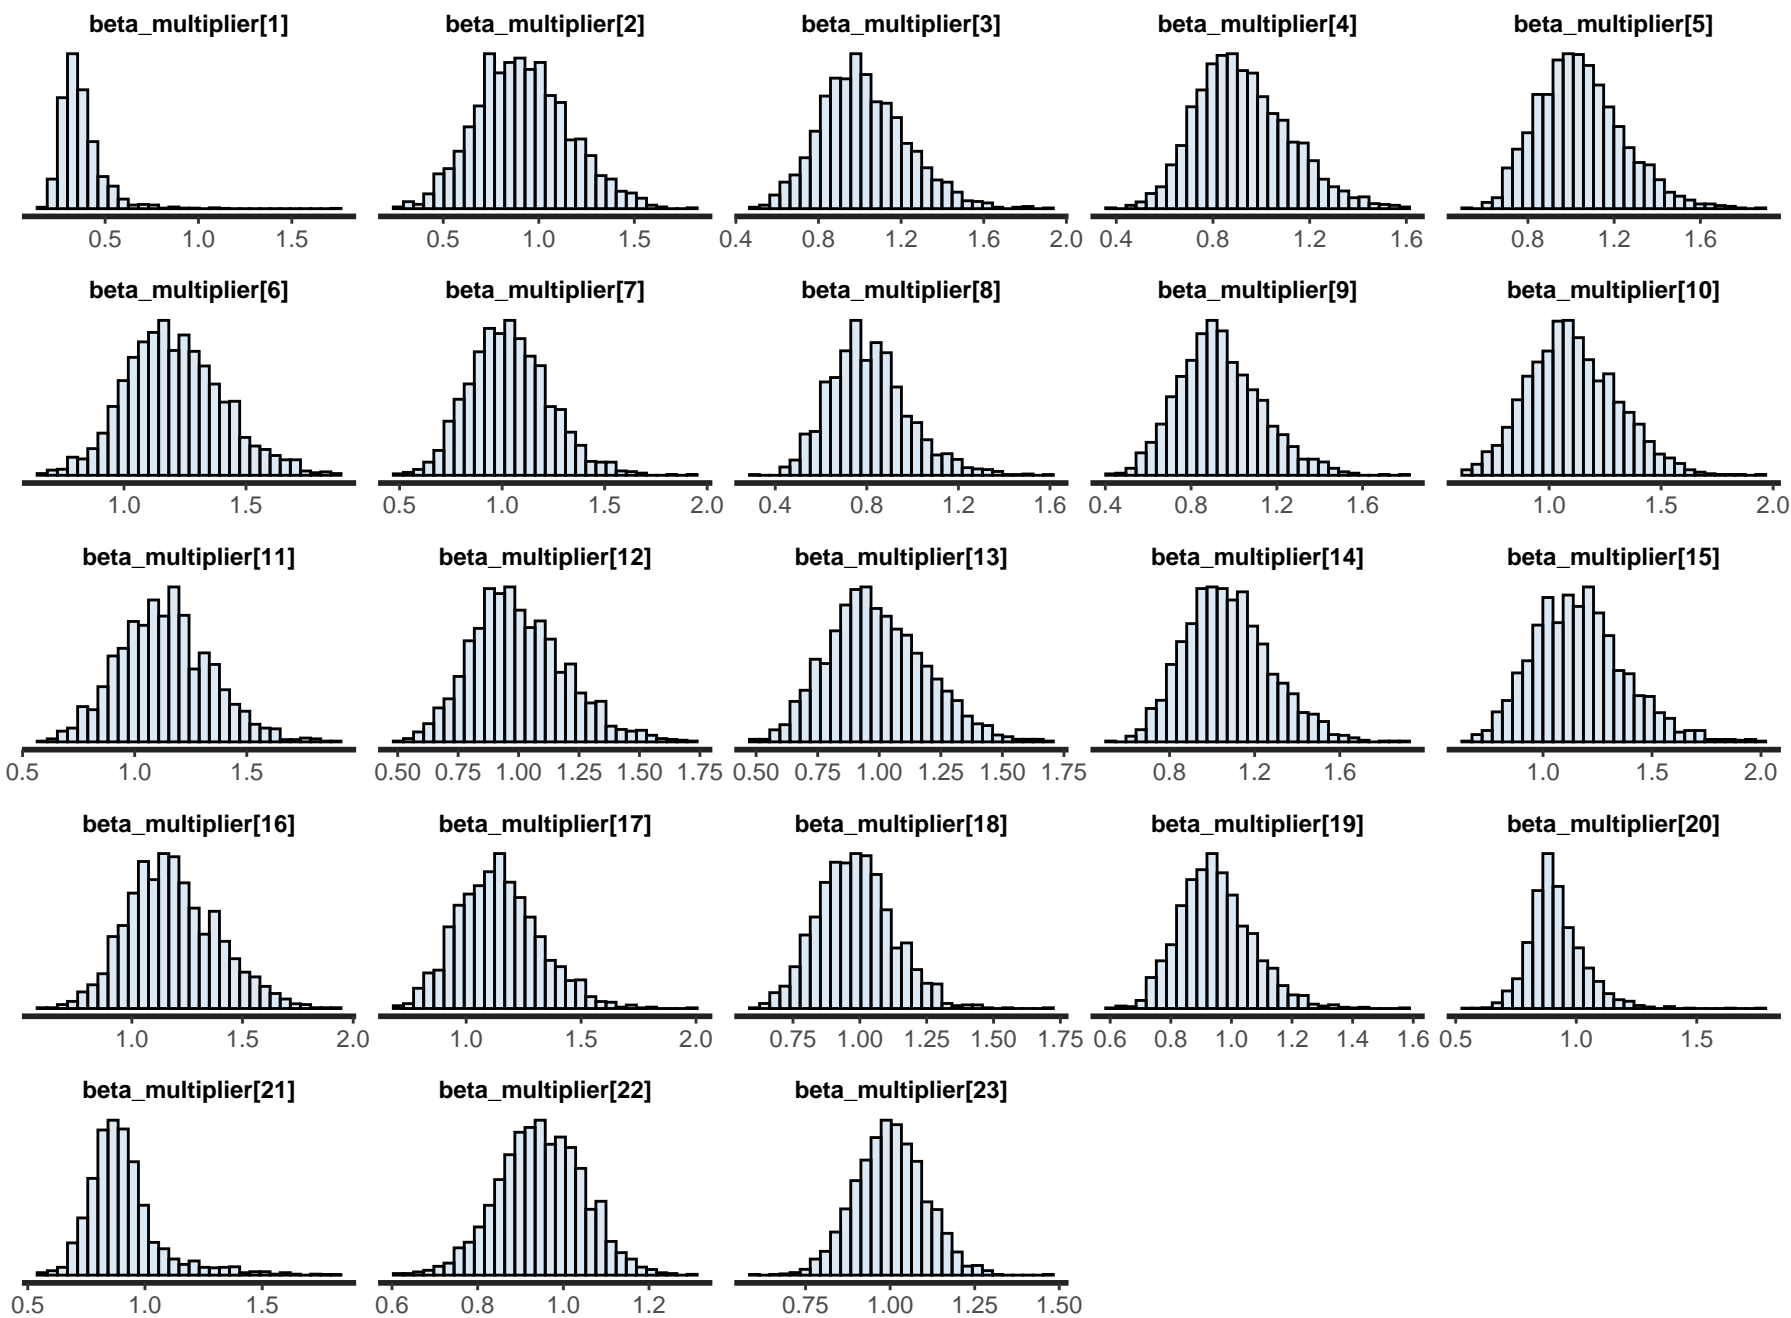 beta_multiplier[1] beta_multiplier[2] beta_multiplier[3] beta_multiplier[4] beta_multiplier[5]
0.5 1.0 1.5 0.5 1.0 1.5 0.4 0.8 1.2 1.6 2.0 0.4 0.8 1.2 1.6 0.8 1.2 1.6
beta_multiplier[6] beta_multiplier[7] beta_multiplier[8] beta_multiplier[9] beta_multiplier[10]
1.0 1.5 0.5 1.0 1.5 2.0 0.4 0.8 1.2 1.6 0.4 0.8 1.2 1.6 1.0 1.5 2.0
beta_multiplier[11] beta_multiplier[12] beta_multiplier[13] beta_multiplier[14] beta_multiplier[15]
0.5 1.0 1.5 0.50 0.75 1.00 1.25 1.50 1.75 0.50 0.75 1.00 1.25 1.50 1.75 0.8 1.2 1.6 1.0 1.5 2.0
beta_multiplier[16] beta_multiplier[17] beta_multiplier[18] beta_multiplier[19] beta_multiplier[20]
1.0 1.5 2.0 1.0 1.5 2.0 0.75 1.00 1.25 1.50 1.75 0.6 0.8 1.0 1.2 1.4 1.6 0.5 1.0 1.5
beta_multiplier[21] beta_multiplier[22] beta_multiplier[23]
0.5 1.0 1.5 0.6 0.8 1.0 1.2 0.75 1.00 1.25 1.50